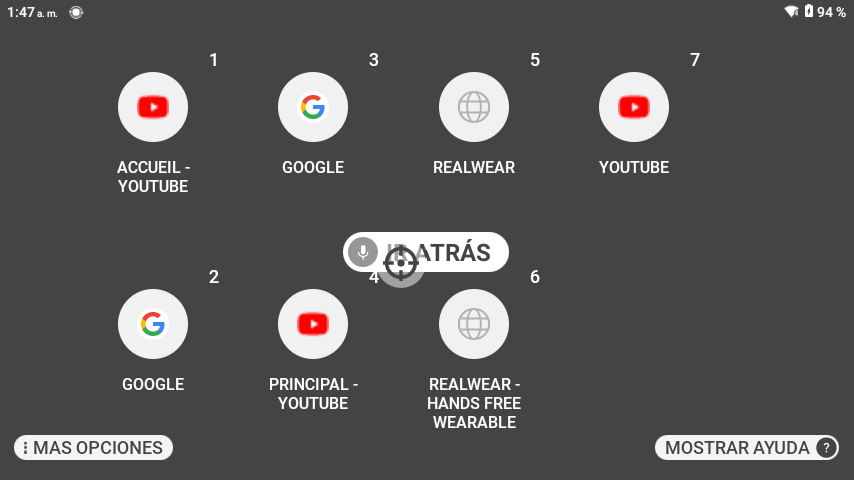 1:47 a. m.
94 %
1
3
5
7
ACCUEIL -
YOUTUBE
GOOGLE
REALWEAR
YOUTUBE
IR ATRÁS
2
4
6
GOOGLE
PRINCIPAL -
YOUTUBE
REALWEAR -
HANDS FREE
WEARABLE
MAS OPCIONES
MOSTRAR AYUDA ?